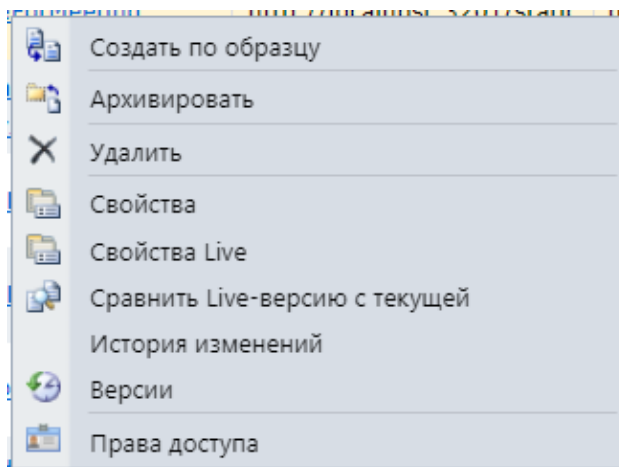 Создать по образцу
Архивировать
Удалить
Свойства
Свойства Live
Сравнить Live-версию с текущей
История изменений
Версии
Права доступа